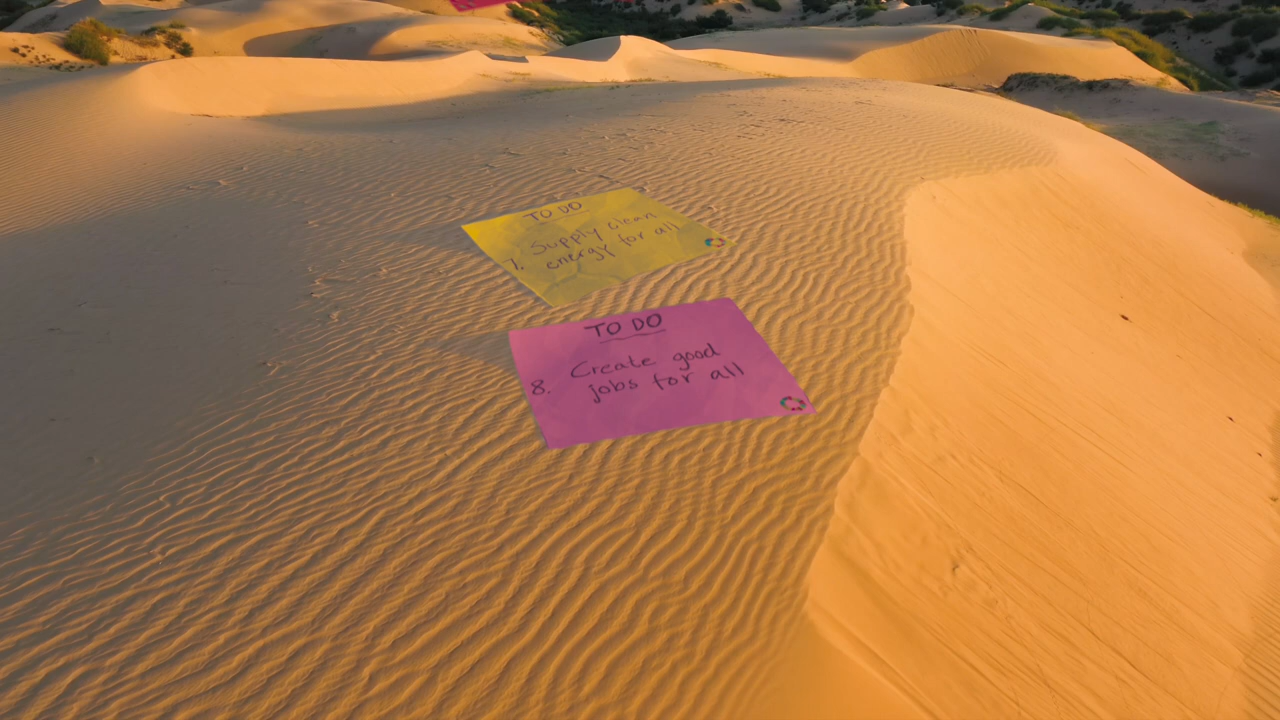 TO DO
Supply clean
7. energy for all
TO DO
Create good
8. jobs for all